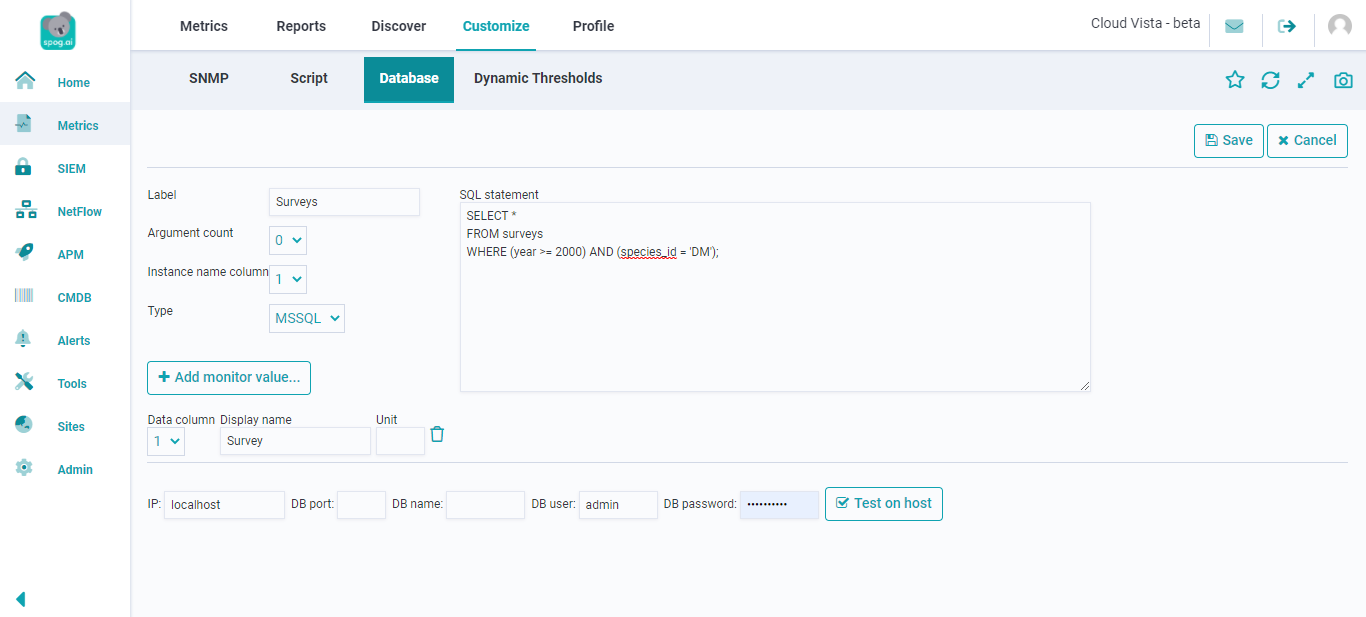 spog.ai
Metrics Reports Discover Customize Profile
Cloud Vista - beta
Home
Metrics
SIEM
NetFlow
APM
CMDB
Alerts
Tools
Sites
Admin
SNMP Script Database Dynamic Thresholds
Save Cancel
Label Surveys
Argument count 0
Instance name column 1
Type MSSQL
SQL statement
SELECT *
FROM surveys
WHERE (year >= 2000) AND (species_id = 'DM');
Add monitor value...
Data column Display name Unit
1 Survey
IP: localhost DB port: DB name: DB user: admin DB password: •••••••••• Test on host